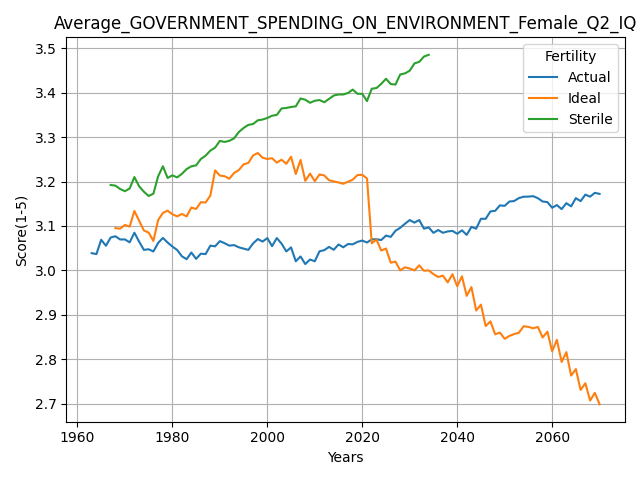 Average_GOVERNMENT_SPENDING_ON_ENVIRONMENT_Female_Q2_IQ
Fertility
Actual
Ideal
Sterile
Score(1-5)
3.5
3.4
3.3
3.2
3.1
3.0
2.9
2.8
2.7
1960 1980 2000 2020 2040 2060
Years